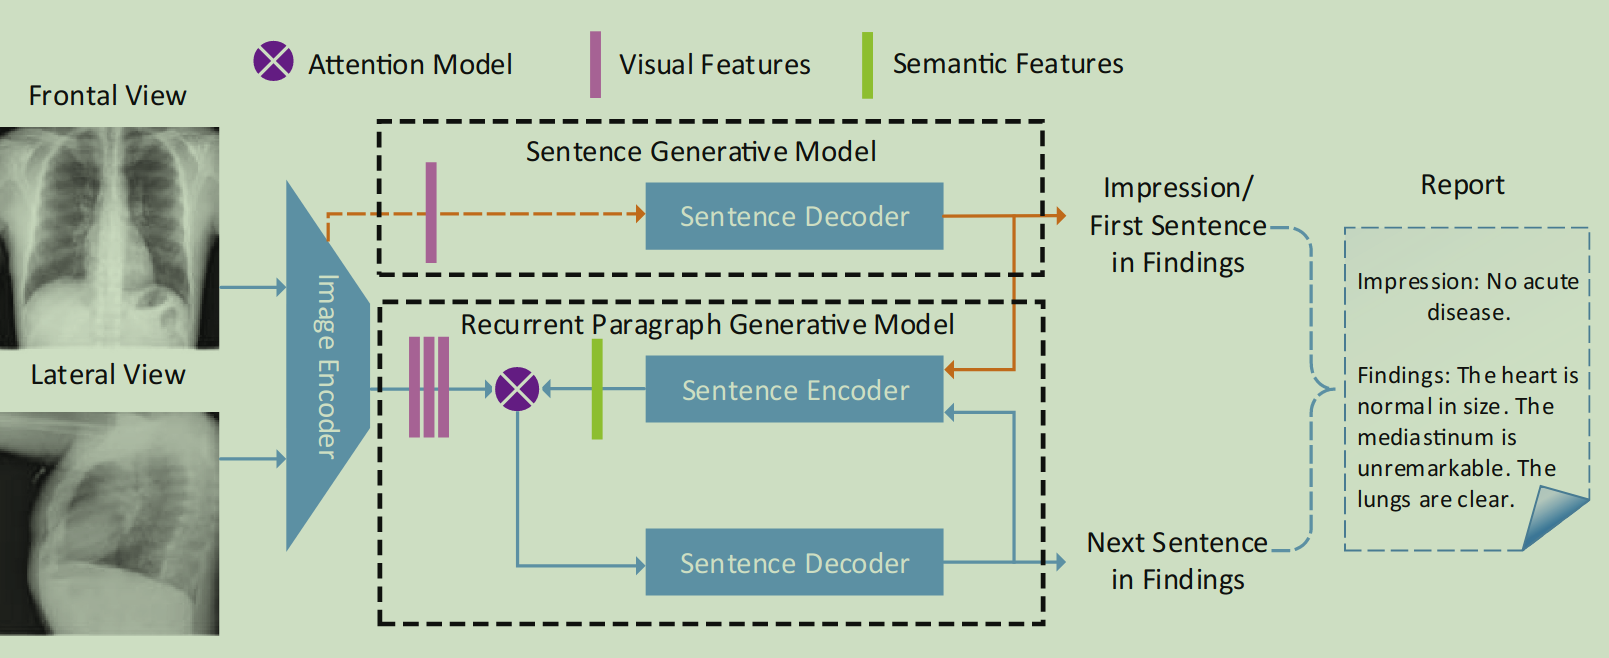 Attention Model
Visual Features
Semantic Features
Frontal View
Lateral View
Image Encoder
Sentence Generative Model
Sentence Decoder
Recurrent Paragraph Generative Model
Sentence Encoder
Sentence Decoder
Impression/
First Sentence
in Findings
Next Sentence
in Findings
Report
Impression: No acute
disease.
Findings: The heart is
normal in size. The
mediastinum is
unremarkable. The
lungs are clear.